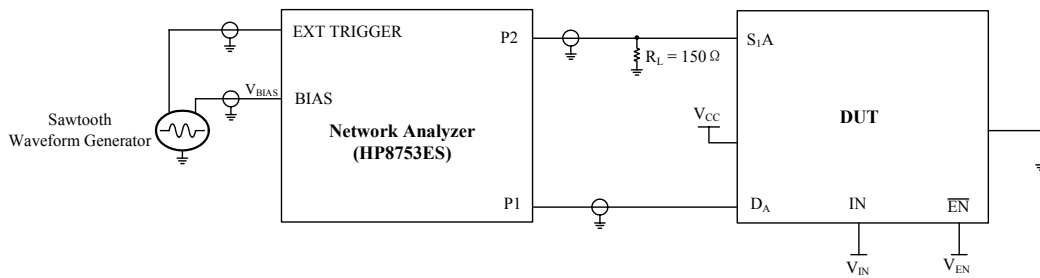 EXT TRIGGER
P2
S₁A
R_L = 150 Ω
V_BIAS
BIAS
Sawtooth
Waveform Generator
Network Analyzer
(HP8753ES)
V_CC
DUT
P1
D_A
IN
E̅N̅
V_IN
V_EN